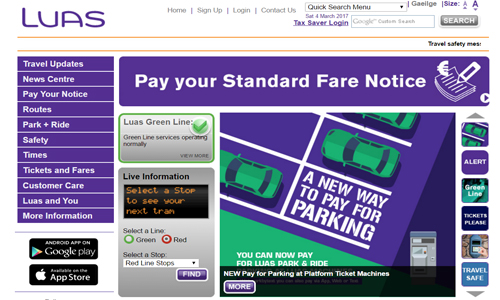 LUAS
Home | Sign Up | Login | Contact Us
Quick Search Menu
| Gaeilge
|Size: A A
Sat 4 March 2017
Tax Saver Login
Google™ Custom Search
SEARCH
Travel safety mes
Travel Updates
News Centre
Pay Your Notice
Routes
Park + Ride
Safety
Times
Tickets and Fares
Customer Care
Luas and You
More Information
ANDROID APP ON
Google play
Available on the
App Store
Pay your Standard Fare Notice
Luas Green Line:
Green Line services operating
normally
VIEW MORE
Live Information
Select a Stop
to see your
next tram
Select a Line:
Green Red
Select a Stop:
Red Line Stops
FIND
A NEW
WAY TO
PAY FOR
PARKING
YOU CAN NOW
PAY FOR
LUAS PARK & RIDE
NEW Pay for Parking at Platform Ticket Machines
MORE
ALERT
Green
Line
TICKETS
PLEASE
TRAVEL
SAFE